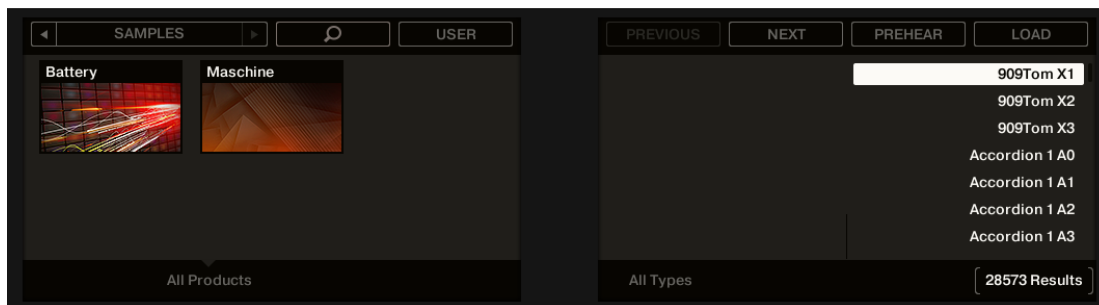 SAMPLES
USER
PREVIOUS
NEXT
PREHEAR
LOAD
Battery
Maschine
909Tom X1
909Tom X2
909Tom X3
Accordion 1 A0
Accordion 1 A1
Accordion 1 A2
Accordion 1 A3
All Products
All Types
28573 Results